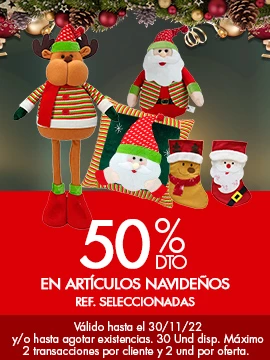 50% DTO
EN ARTÍCULOS NAVIDEÑOS
REF. SELECCIONADAS
Válido hasta el 30/11/22
y/o hasta agotar existencias. 30 Und disp. Máximo
2 transacciones por cliente y 2 und por oferta.